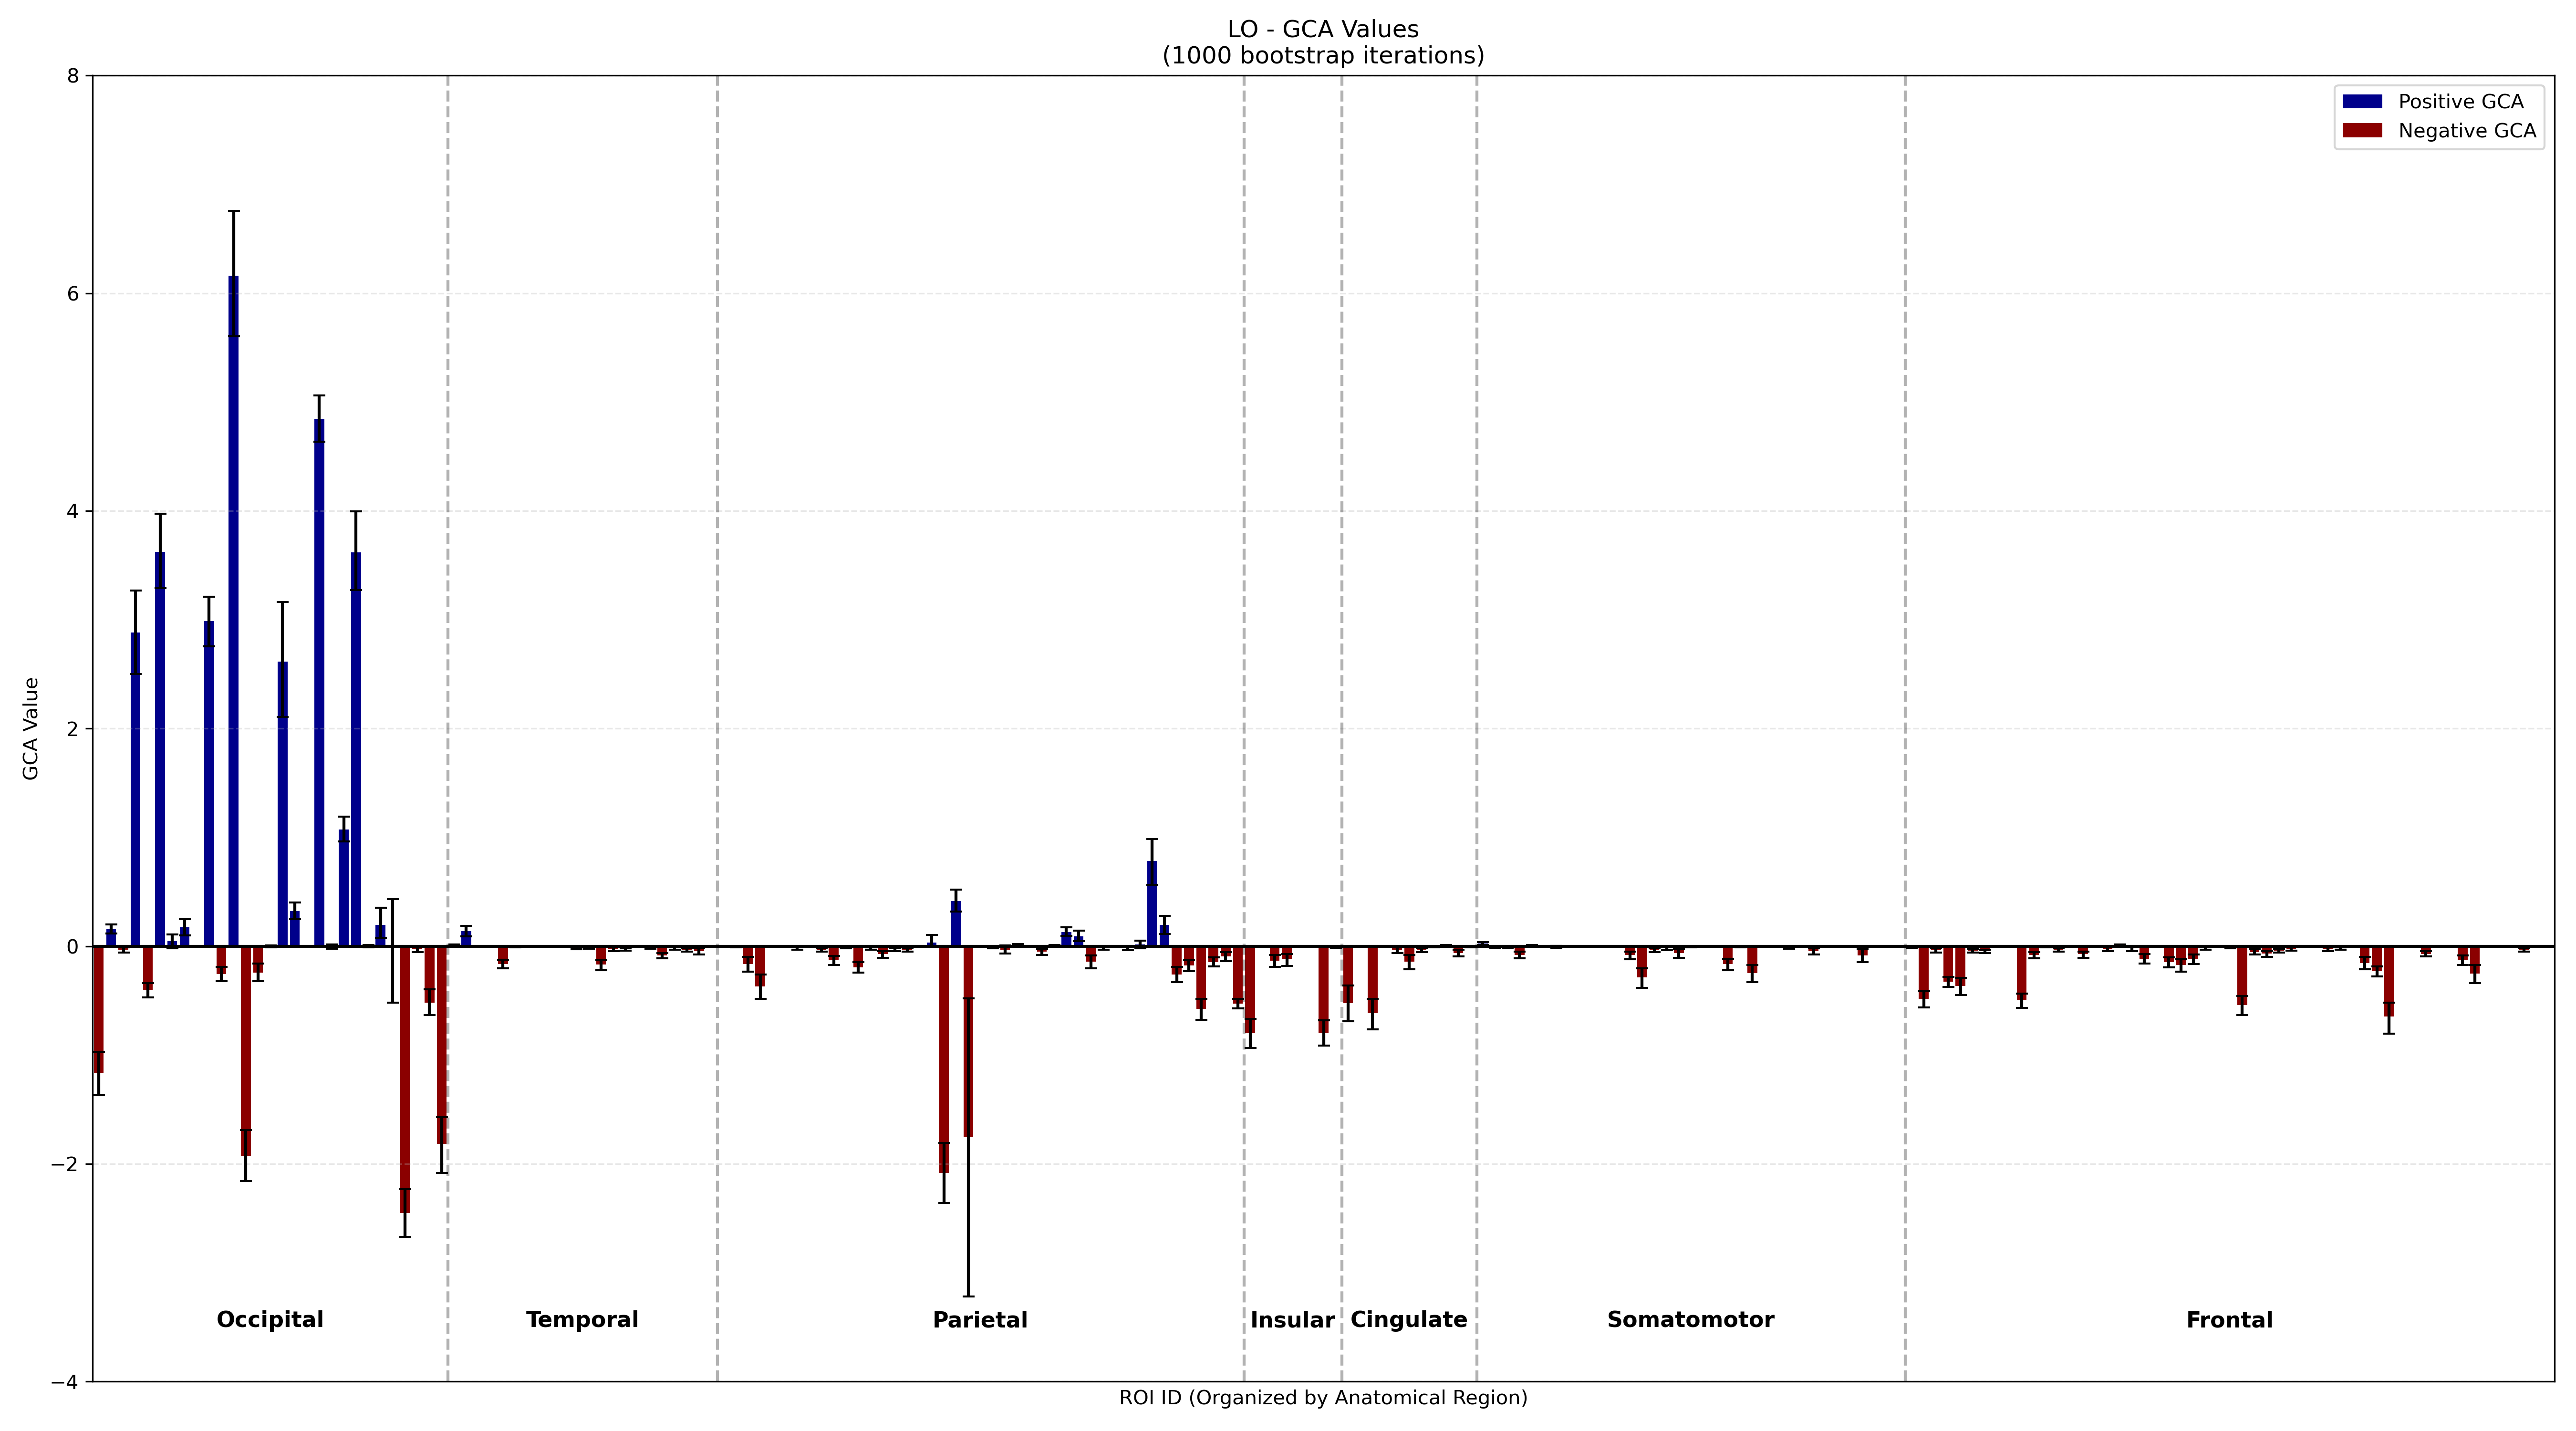 LO - GCA Values
(1000 bootstrap iterations)
Positive GCA
Negative GCA
GCA Value
8
6
4
2
0
−2
−4
Occipital
Temporal
Parietal
Insular
Cingulate
Somatomotor
Frontal
ROI ID (Organized by Anatomical Region)